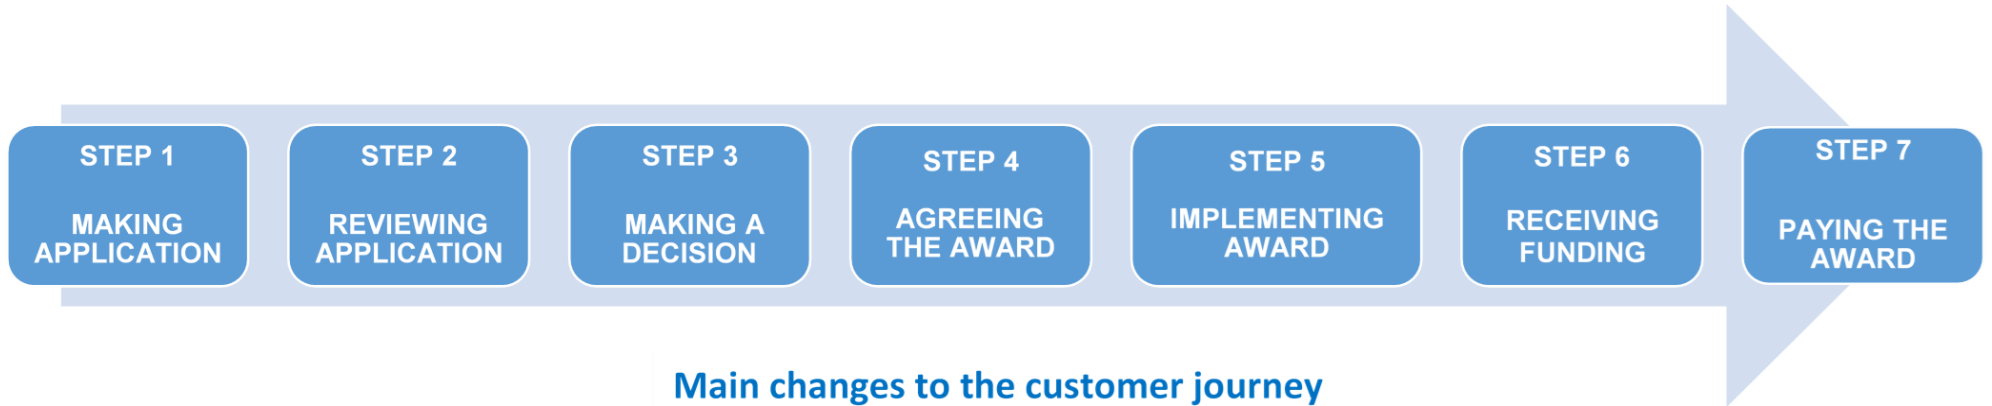 STEP 1
MAKING
APPLICATION
STEP 2
REVIEWING
APPLICATION
STEP 3
MAKING A
DECISION
STEP 4
AGREEING
THE AWARD
STEP 5
IMPLEMENTING
AWARD
STEP 6
RECEIVING
FUNDING
STEP 7
PAYING THE
AWARD
Main changes to the customer journey